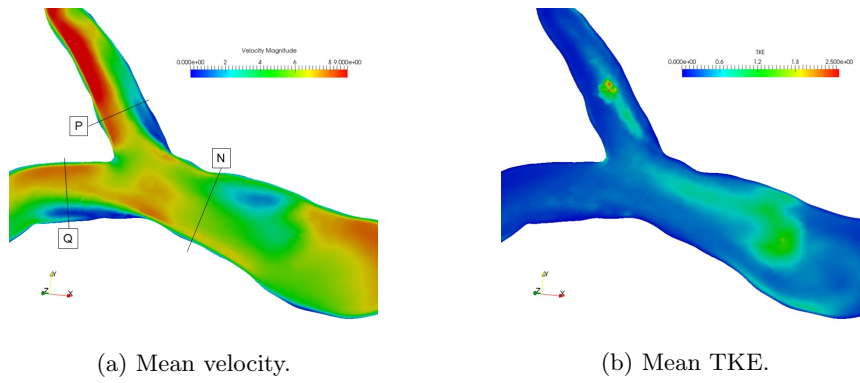 Velocity Magnitude
0.000e+00 2 4 6 8 9.000e+00
P
N
Q
Y
Z X
TKE
0.000e+00 0.6 1.2 1.8 2.500e+00
Y
Z X
(a) Mean velocity.
(b) Mean TKE.